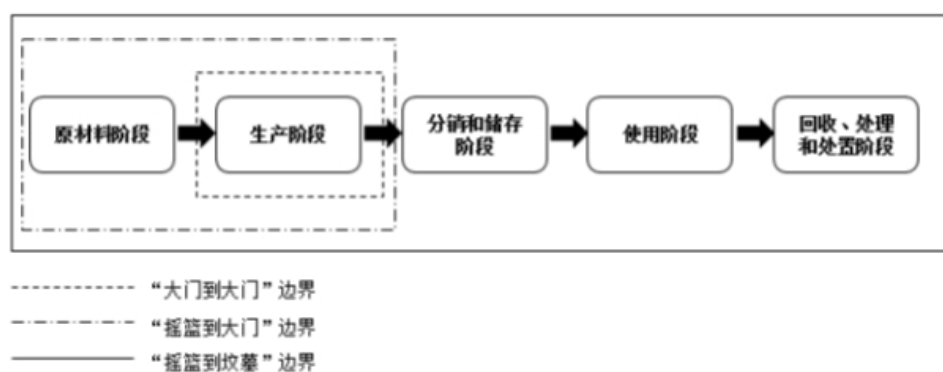 原材料阶段
生产阶段
分销和储存
阶段
使用阶段
回收、处理
和处置阶段
“大门到大门”边界
“摇篮到大门”边界
“摇篮到坟墓”边界